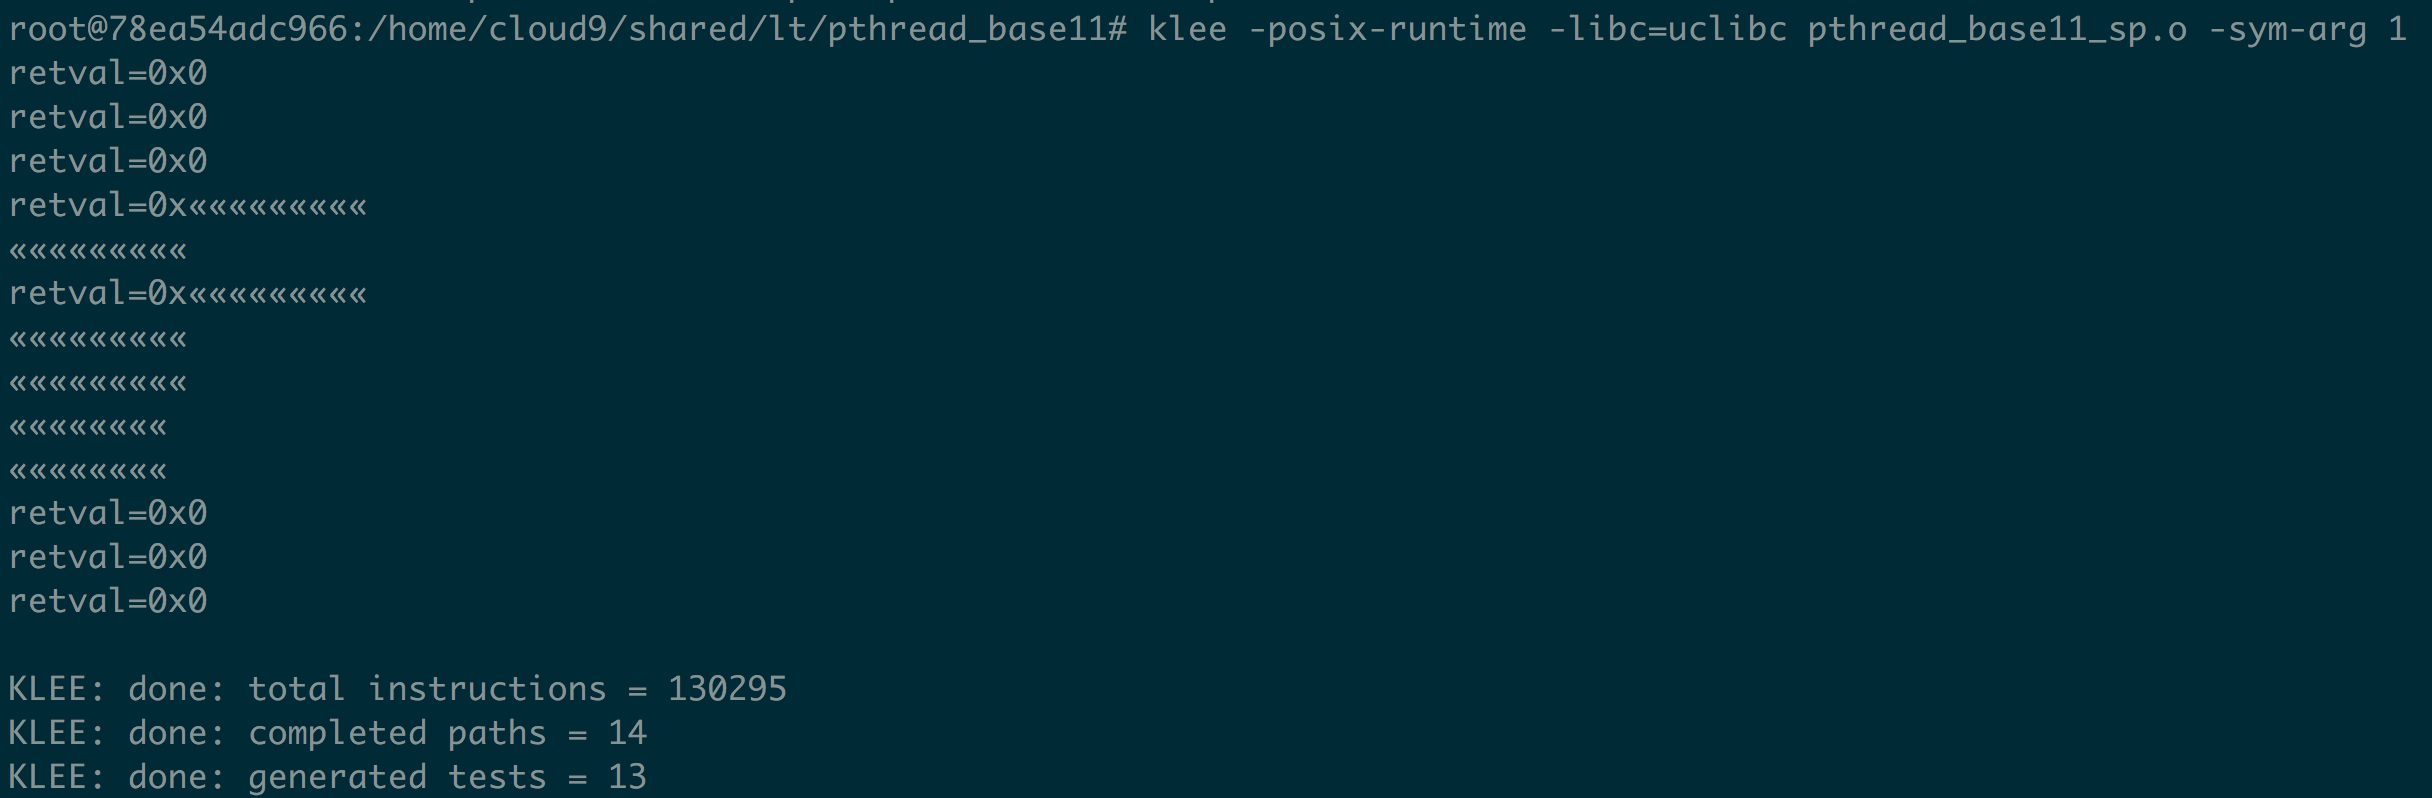 root@78ea54adc966:/home/cloud9/shared/lt/pthread_base11# klee -posix-runtime -libc=uclibc pthread_base11_sp.o -sym-arg 1
retval=0x0
retval=0x0
retval=0x0
retval=0x«««««««««
«««««««««
retval=0x«««««««««
«««««««««
«««««««««
««««««««
««««««««
retval=0x0
retval=0x0
retval=0x0
KLEE: done: total instructions = 130295
KLEE: done: completed paths = 14
KLEE: done: generated tests = 13